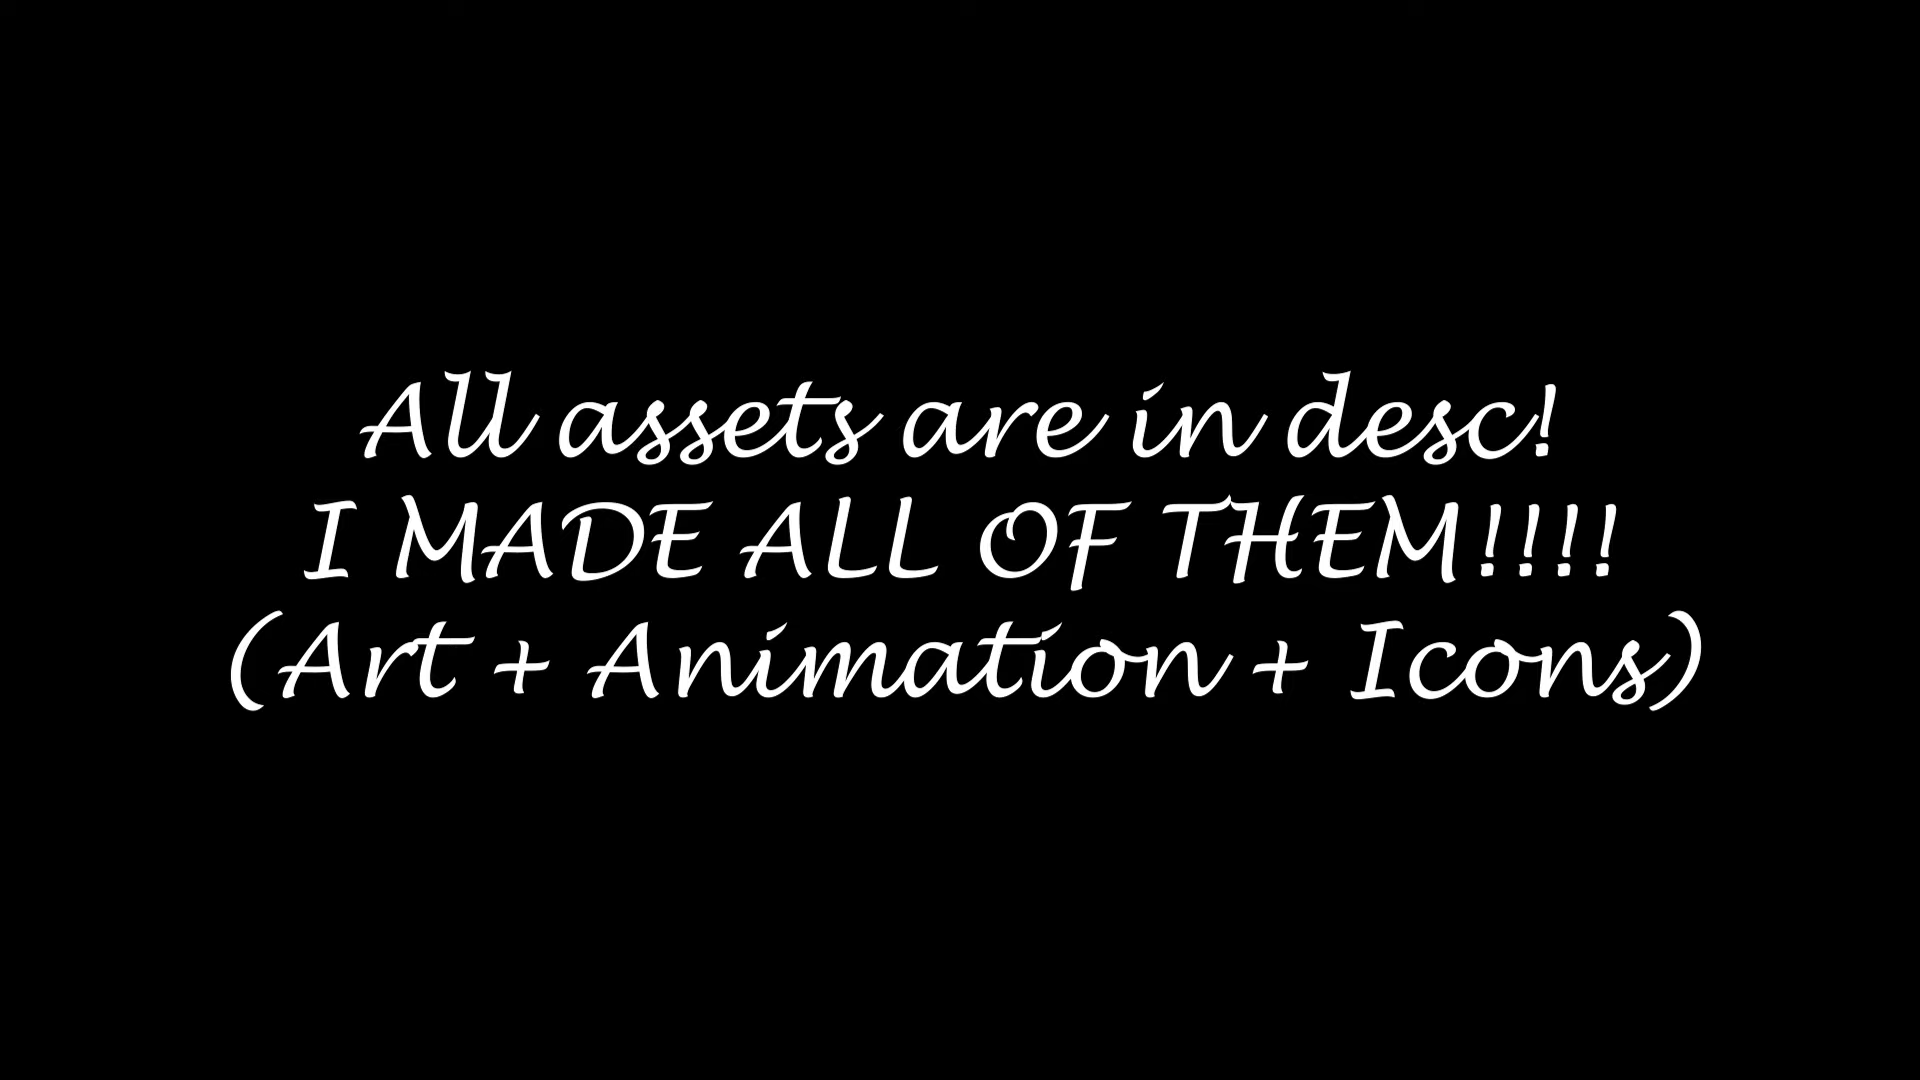 All assets are in desc!
I MADE ALL OF THEM!!!!
(Art + Animation + Icons)